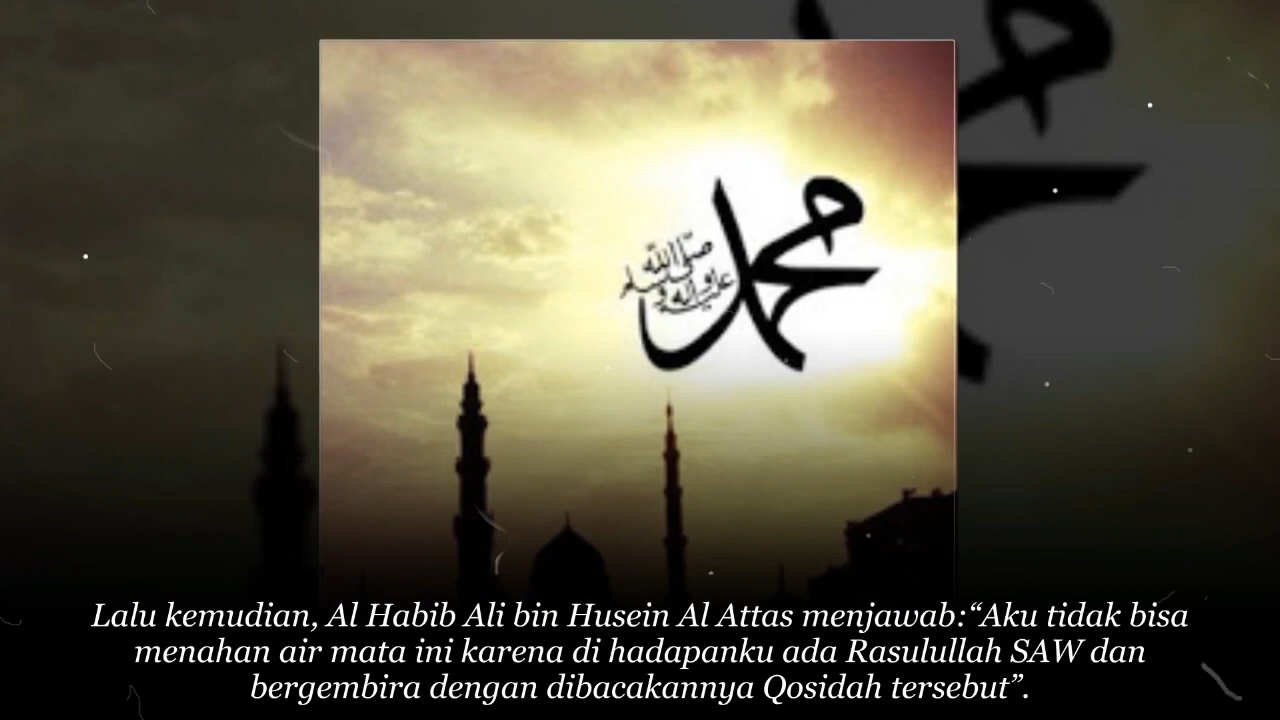 محمد
صلى الله
عليه وآله وسلم
Lalu kemudian, Al Habib Ali bin Husein Al Attas menjawab:“Aku tidak bisa
menahan air mata ini karena di hadapanku ada Rasulullah SAW dan
bergembira dengan dibacakannya Qosidah tersebut”.